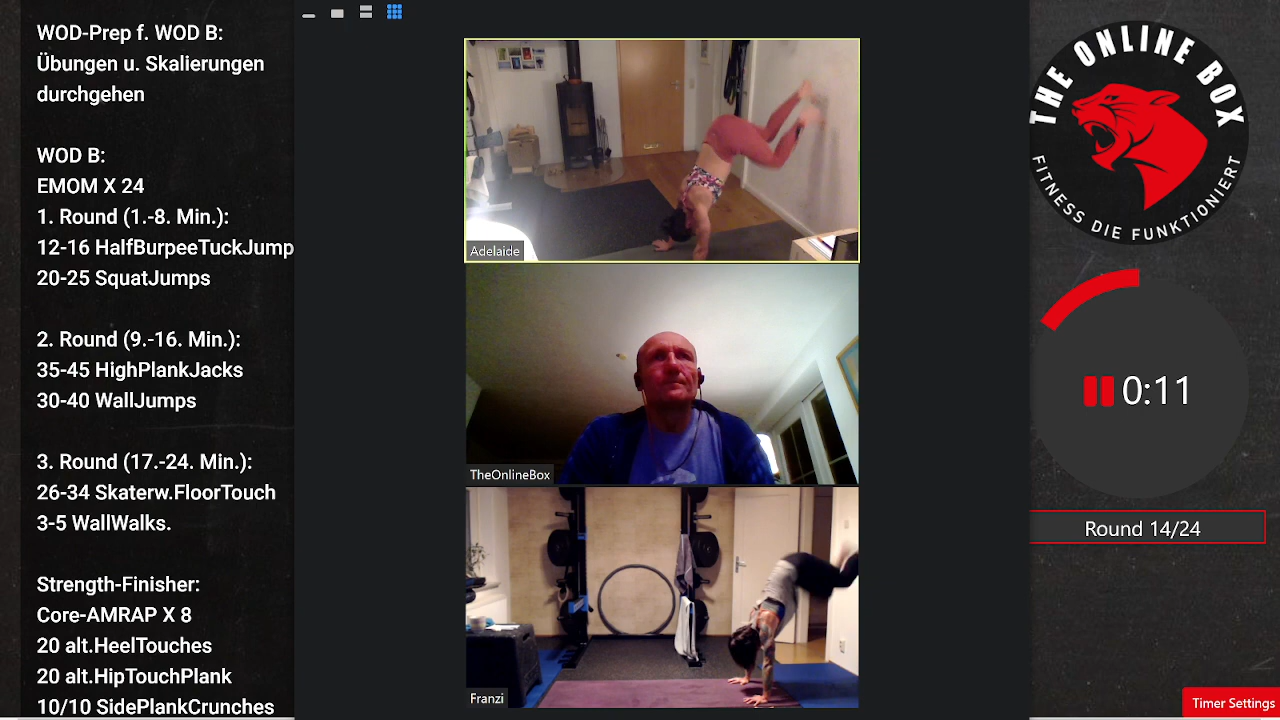 WOD-Prep f. WOD B:
Übungen u. Skalierungen
durchgehen
WOD B:
EMOM X 24
1. Round (1.-8. Min.):
12-16 HalfBurpeeTuckJump
20-25 SquatJumps
2. Round (9.-16. Min.):
35-45 HighPlankJacks
30-40 WallJumps
3. Round (17.-24. Min.):
26-34 Skaterw.FloorTouch
3-5 WallWalks.
Strength-Finisher:
Core-AMRAP X 8
20 alt.HeelTouches
20 alt.HipTouchPlank
10/10 SidePlankCrunches
Adelaide
TheOnlineBox
Franzi
THE ONLINE BOX
FITNESS DIE FUNKTIONIERT
0:11
Round 14/24
Timer Settings